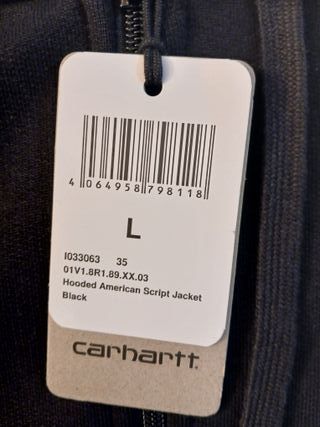 4 064958 798118
L
I033063 35
01V1.8R1.89.XX.03
Hooded American Script Jacket
Black
carhartt.